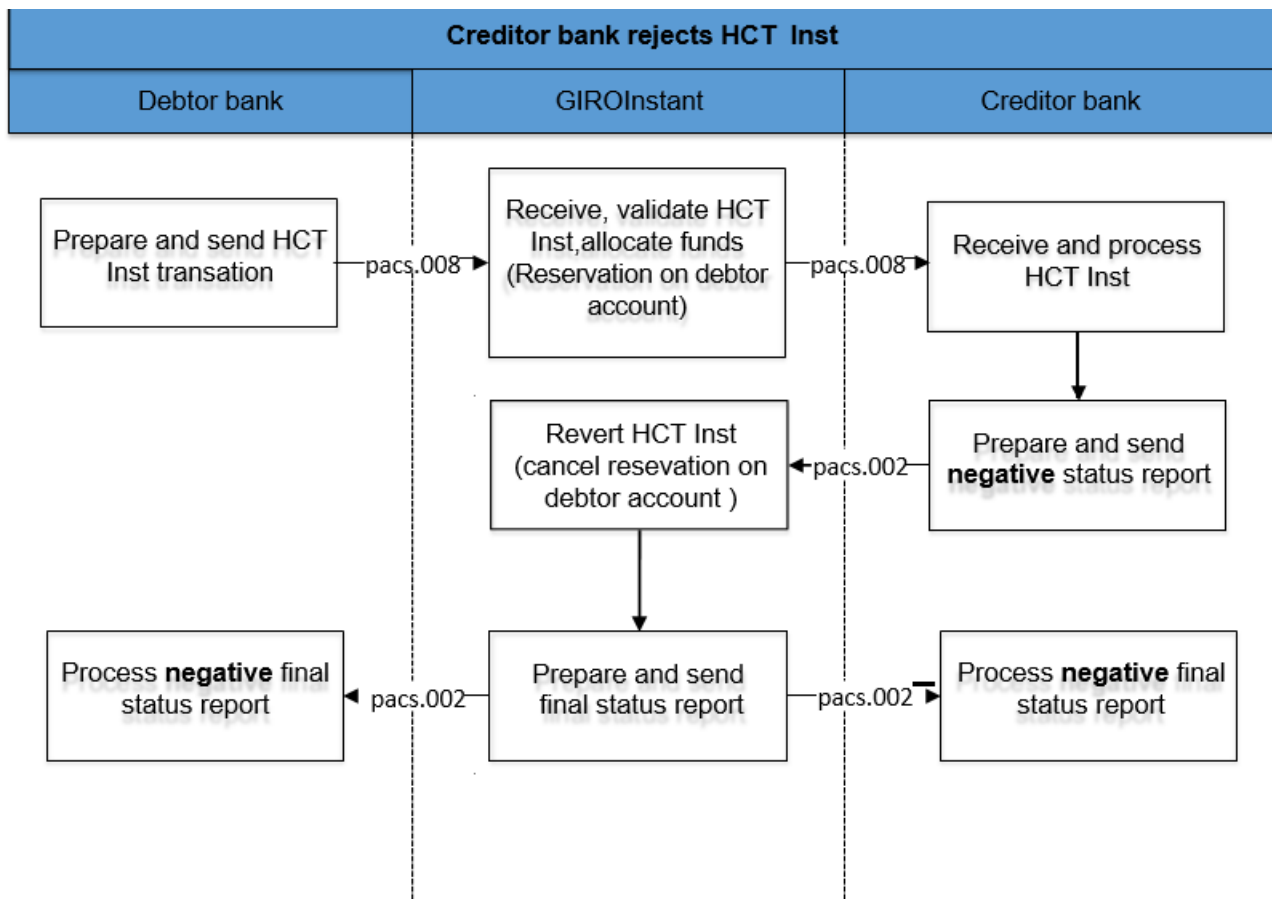 Creditor bank rejects HCT Inst
Debtor bank
GIROInstant
Creditor bank
Prepare and send HCT
Inst transation
pacs.008
Receive, validate HCT
Inst,allocate funds
(Reservation on debtor
account)
pacs.008
Receive and process
HCT Inst
Revert HCT Inst
(cancel resevation on
debtor account )
pacs.002
Prepare and send
negative status report
Process negative final
status report
pacs.002
Prepare and send
final status report
pacs.002
Process negative final
status report